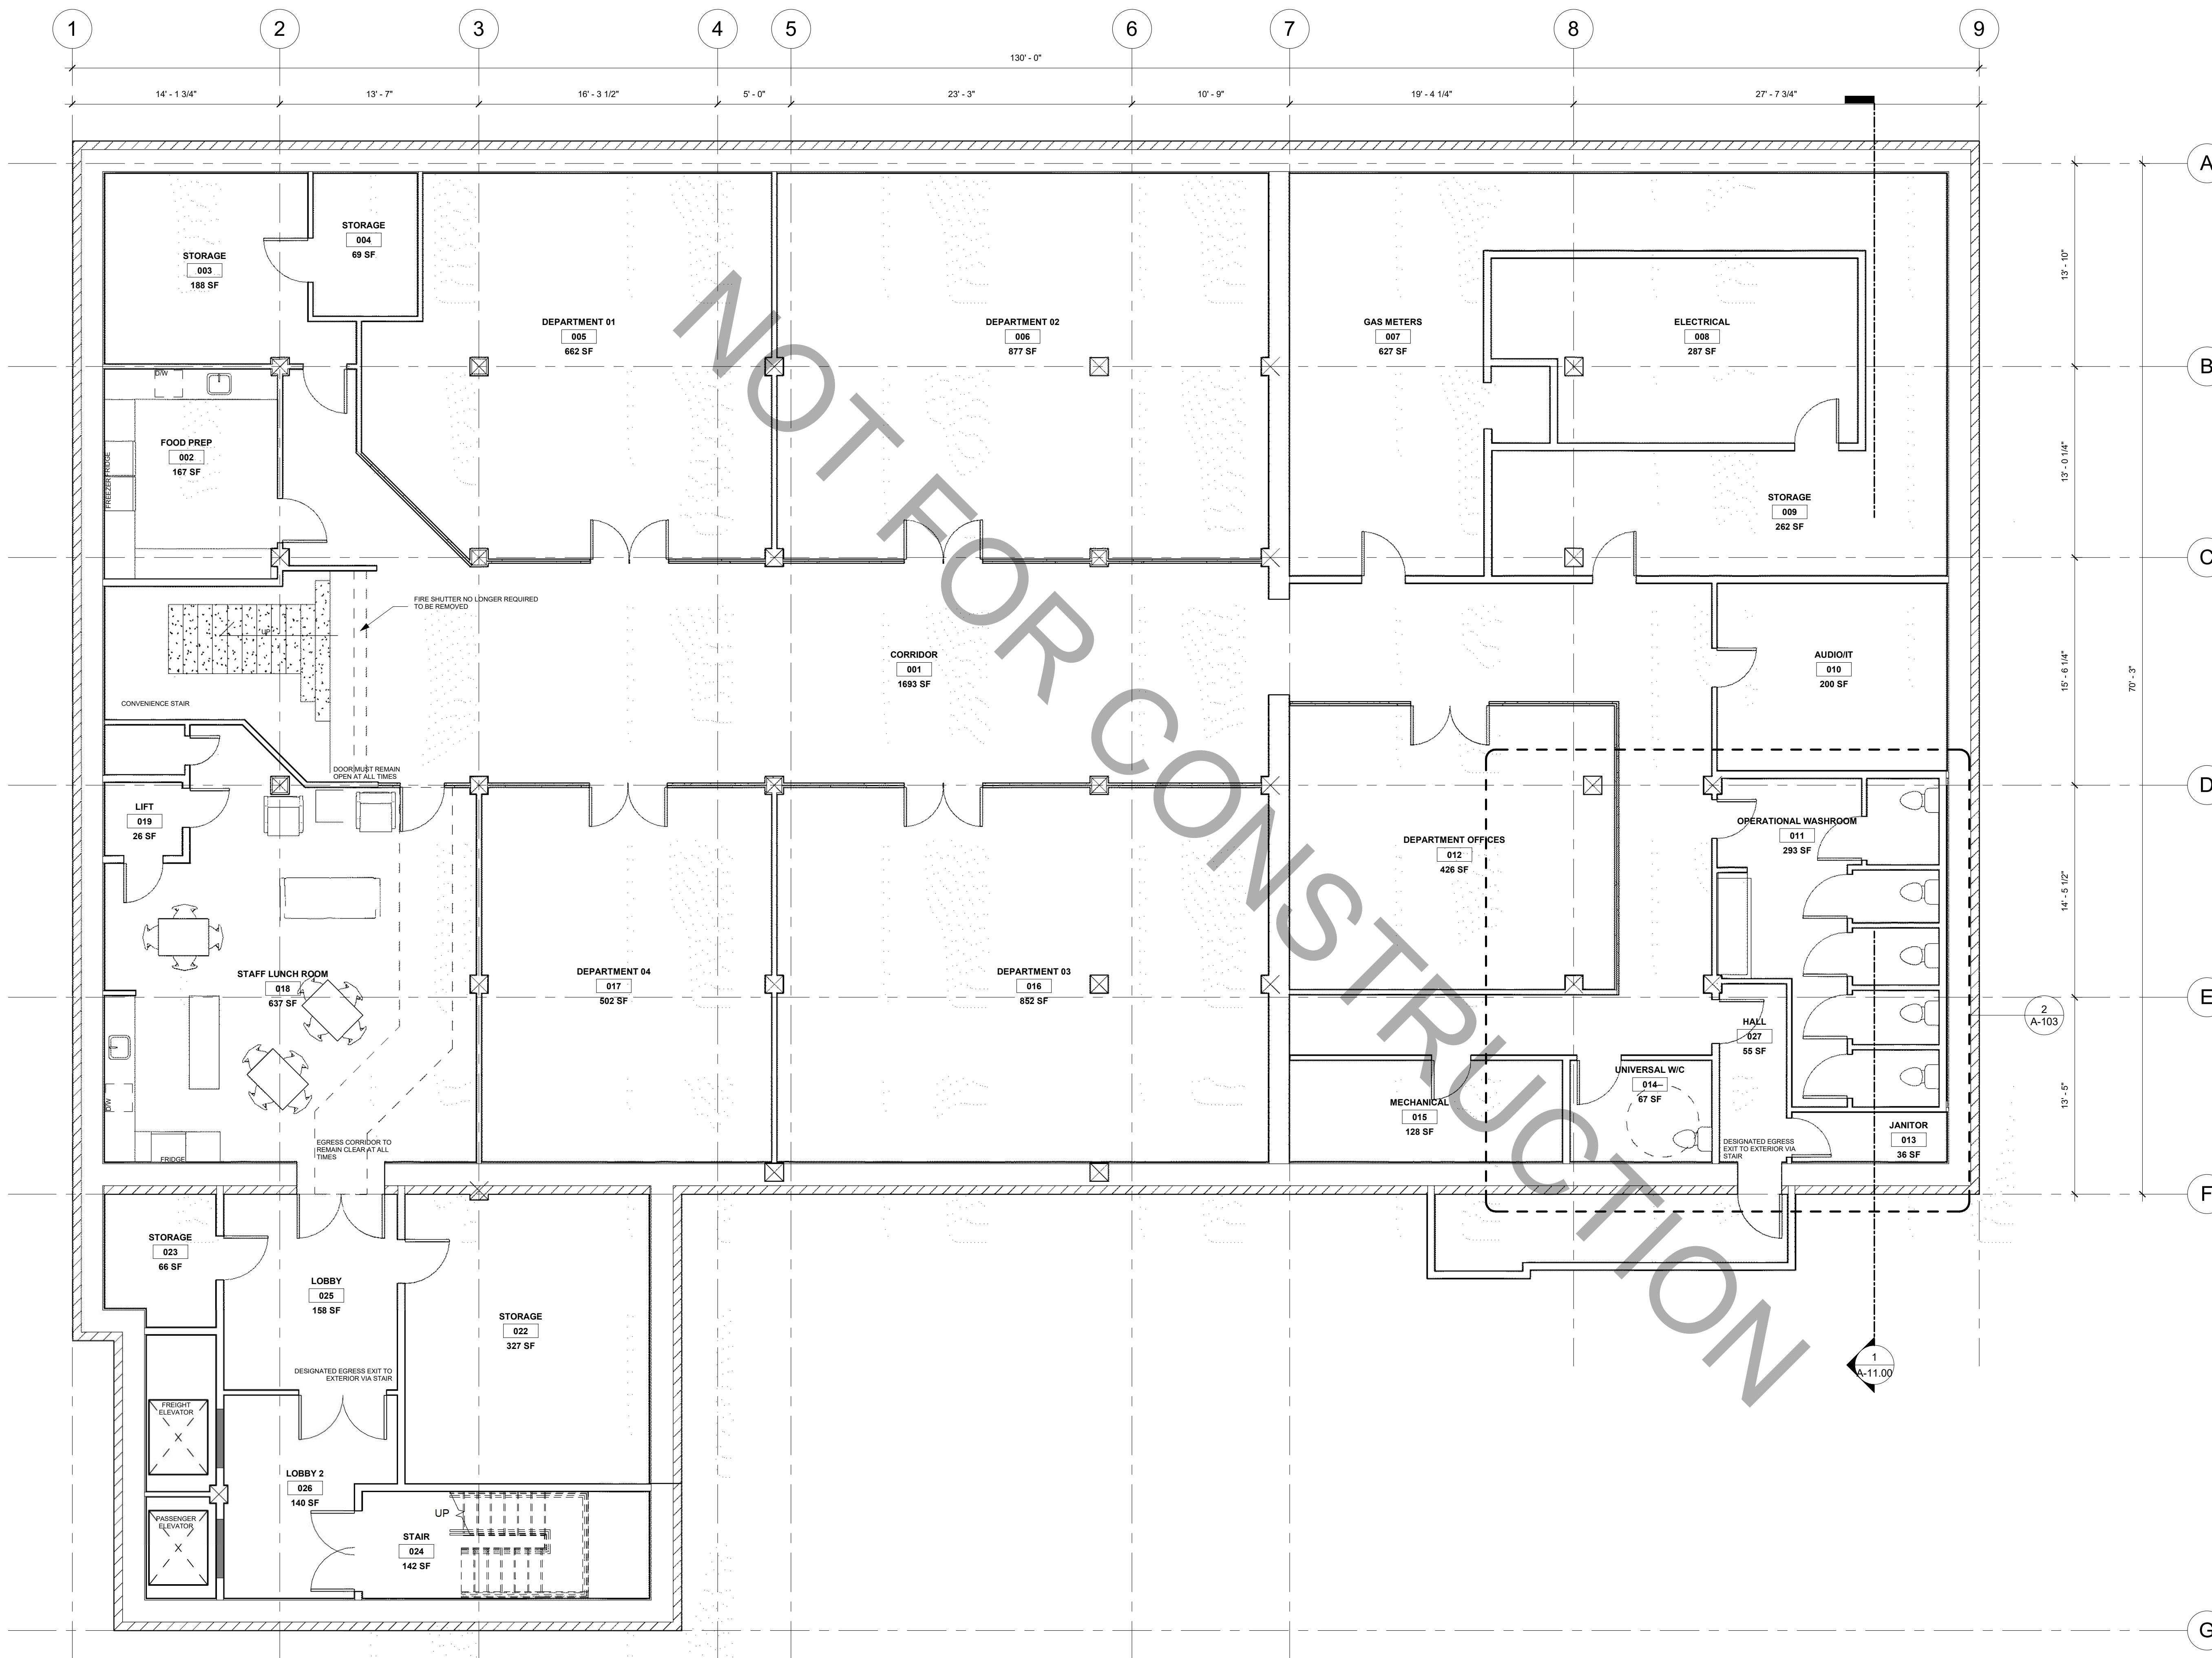 1
2
3
4
5
6
7
8
9
130' - 0"
14' - 1 3/4"
13' - 7"
16' - 3 1/2"
5' - 0"
23' - 3"
10' - 9"
19' - 4 1/4"
27' - 7 3/4"
A
B
C
D
E
F
G
13' - 10"
13' - 0 1/4"
15' - 6 1/4"
14' - 5 1/2"
13' - 5"
70' - 3"
STORAGE
003
188 SF
STORAGE
004
69 SF
DEPARTMENT 01
005
662 SF
DEPARTMENT 02
006
877 SF
GAS METERS
007
627 SF
ELECTRICAL
008
287 SF
D/W
FOOD PREP
002
167 SF
FREEZER
FRIDGE
STORAGE
009
262 SF
FIRE SHUTTER NO LONGER REQUIRED
TO BE REMOVED
UP
CONVENIENCE STAIR
CORRIDOR
001
1693 SF
AUDIO/IT
010
200 SF
DOOR MUST REMAIN
OPEN AT ALL TIMES
LIFT
019
26 SF
OPERATIONAL WASHROOM
011
293 SF
DEPARTMENT OFFICES
012
426 SF
STAFF LUNCH ROOM
018
637 SF
DEPARTMENT 04
017
502 SF
DEPARTMENT 03
016
852 SF
2
A-103
HALL
027
55 SF
UNIVERSAL W/C
014
67 SF
MECHANICAL
015
128 SF
JANITOR
013
36 SF
D/W
FRIDGE
EGRESS CORRIDOR TO
REMAIN CLEAR AT ALL
TIMES
DESIGNATED EGRESS
EXIT TO EXTERIOR VIA
STAIR
STORAGE
023
66 SF
LOBBY
025
158 SF
STORAGE
022
327 SF
DESIGNATED EGRESS EXIT TO
EXTERIOR VIA STAIR
1
A-11.00
FREIGHT
ELEVATOR
LOBBY 2
026
140 SF
PASSENGER
ELEVATOR
UP
STAIR
024
142 SF
NOT FOR CONSTRUCTION